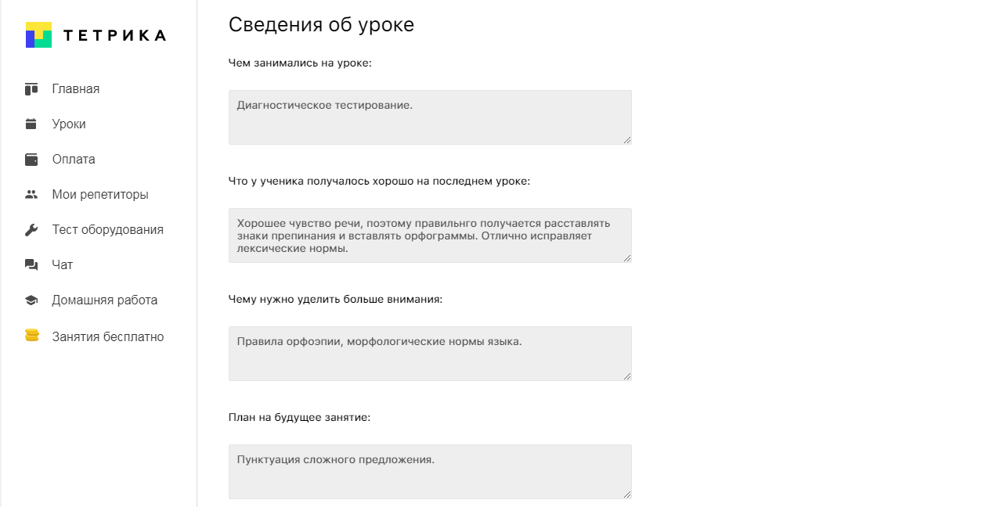 ТЕТРИКА
Главная
Уроки
Оплата
Мои репетиторы
Тест оборудования
Чат
Домашняя работа
Занятия бесплатно
Сведения об уроке
Чем занимались на уроке:
Диагностическое тестирование.
Что у ученика получалось хорошо на последнем уроке:
Хорошее чувство речи, поэтому правильнго получается расставлять
знаки препинания и вставлять орфограммы. Отлично исправляет
лексические нормы.
Чему нужно уделить больше внимания:
Правила орфоэпии, морфологические нормы языка.
План на будущее занятие:
Пунктуация сложного предложения.